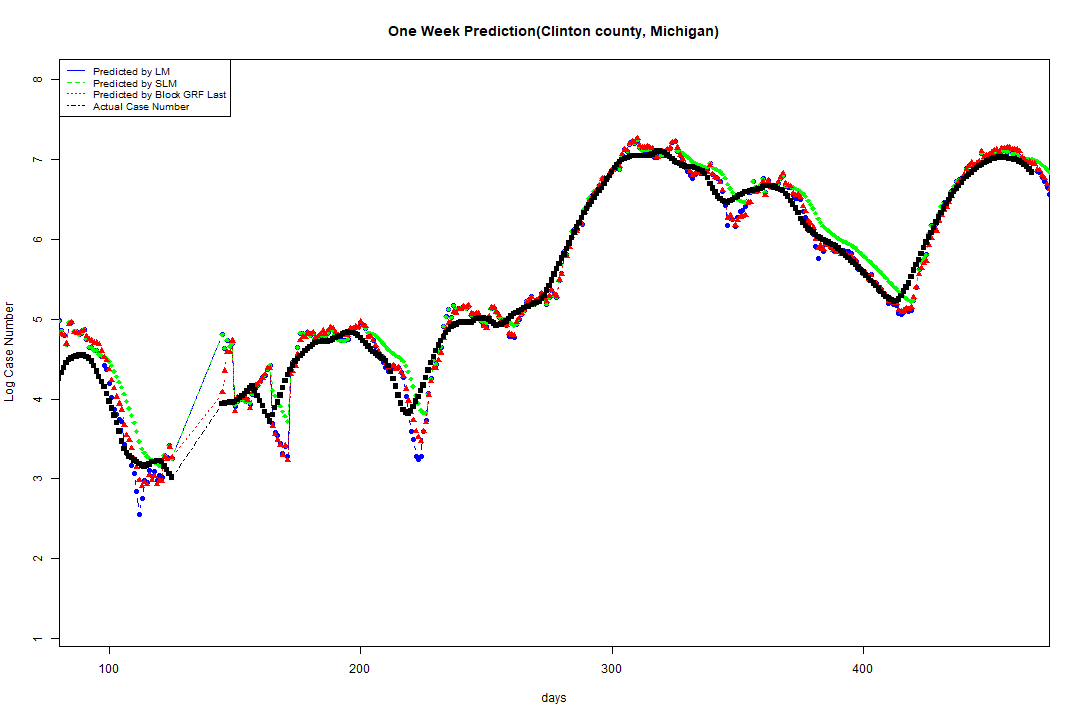 One Week Prediction(Clinton county, Michigan)
Predicted by LM
Predicted by SLM
Predicted by Block GRF Last
Actual Case Number
8
7
6
5
4
3
2
1
Log Case Number
100 200 300 400
days